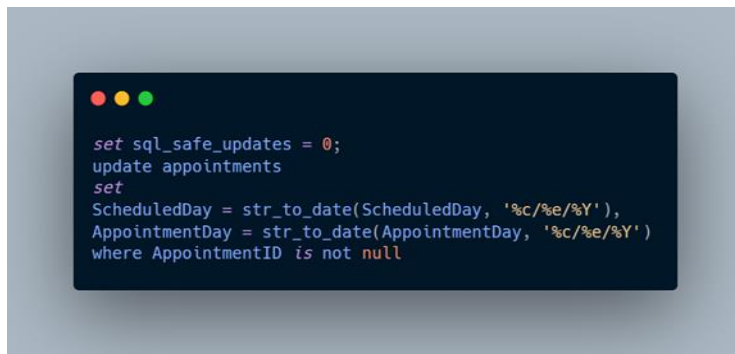 set sql_safe_updates = 0;
update appointments
set
ScheduledDay = str_to_date(ScheduledDay, '%c/%e/%Y'),
AppointmentDay = str_to_date(AppointmentDay, '%c/%e/%Y')
where AppointmentID is not null